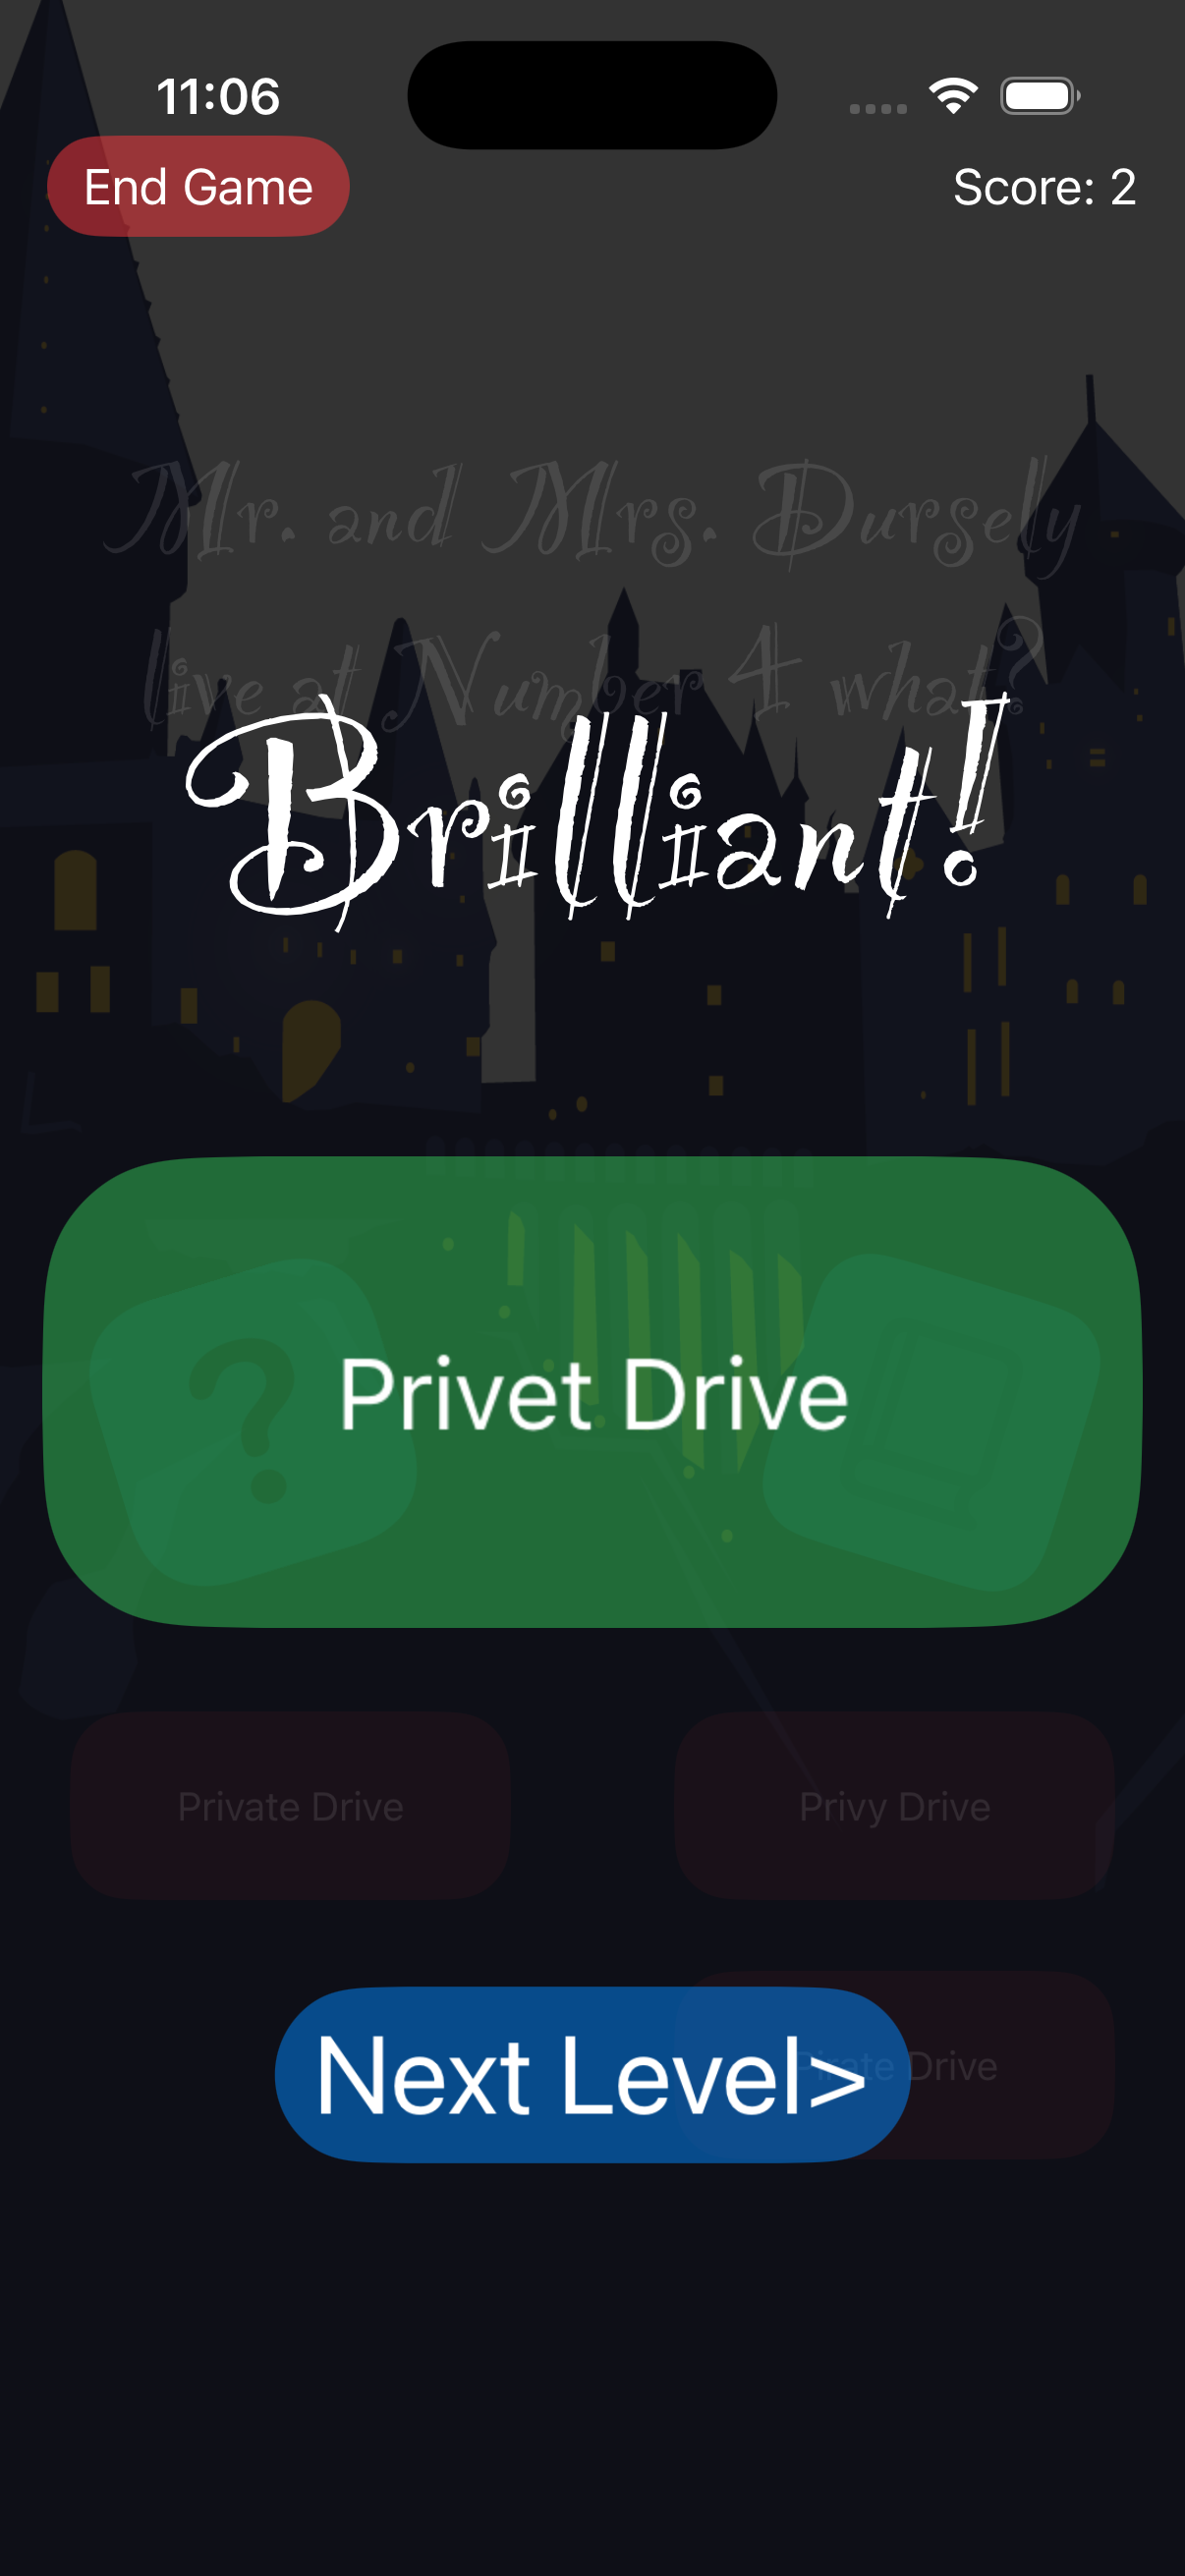 11:06
End Game
Score: 2
Mr. and Mrs. Dursely
live at Number 4 what?
Brilliant!
?
Privet Drive
Private Drive
Privy Drive
Next Level>
Pirate Drive